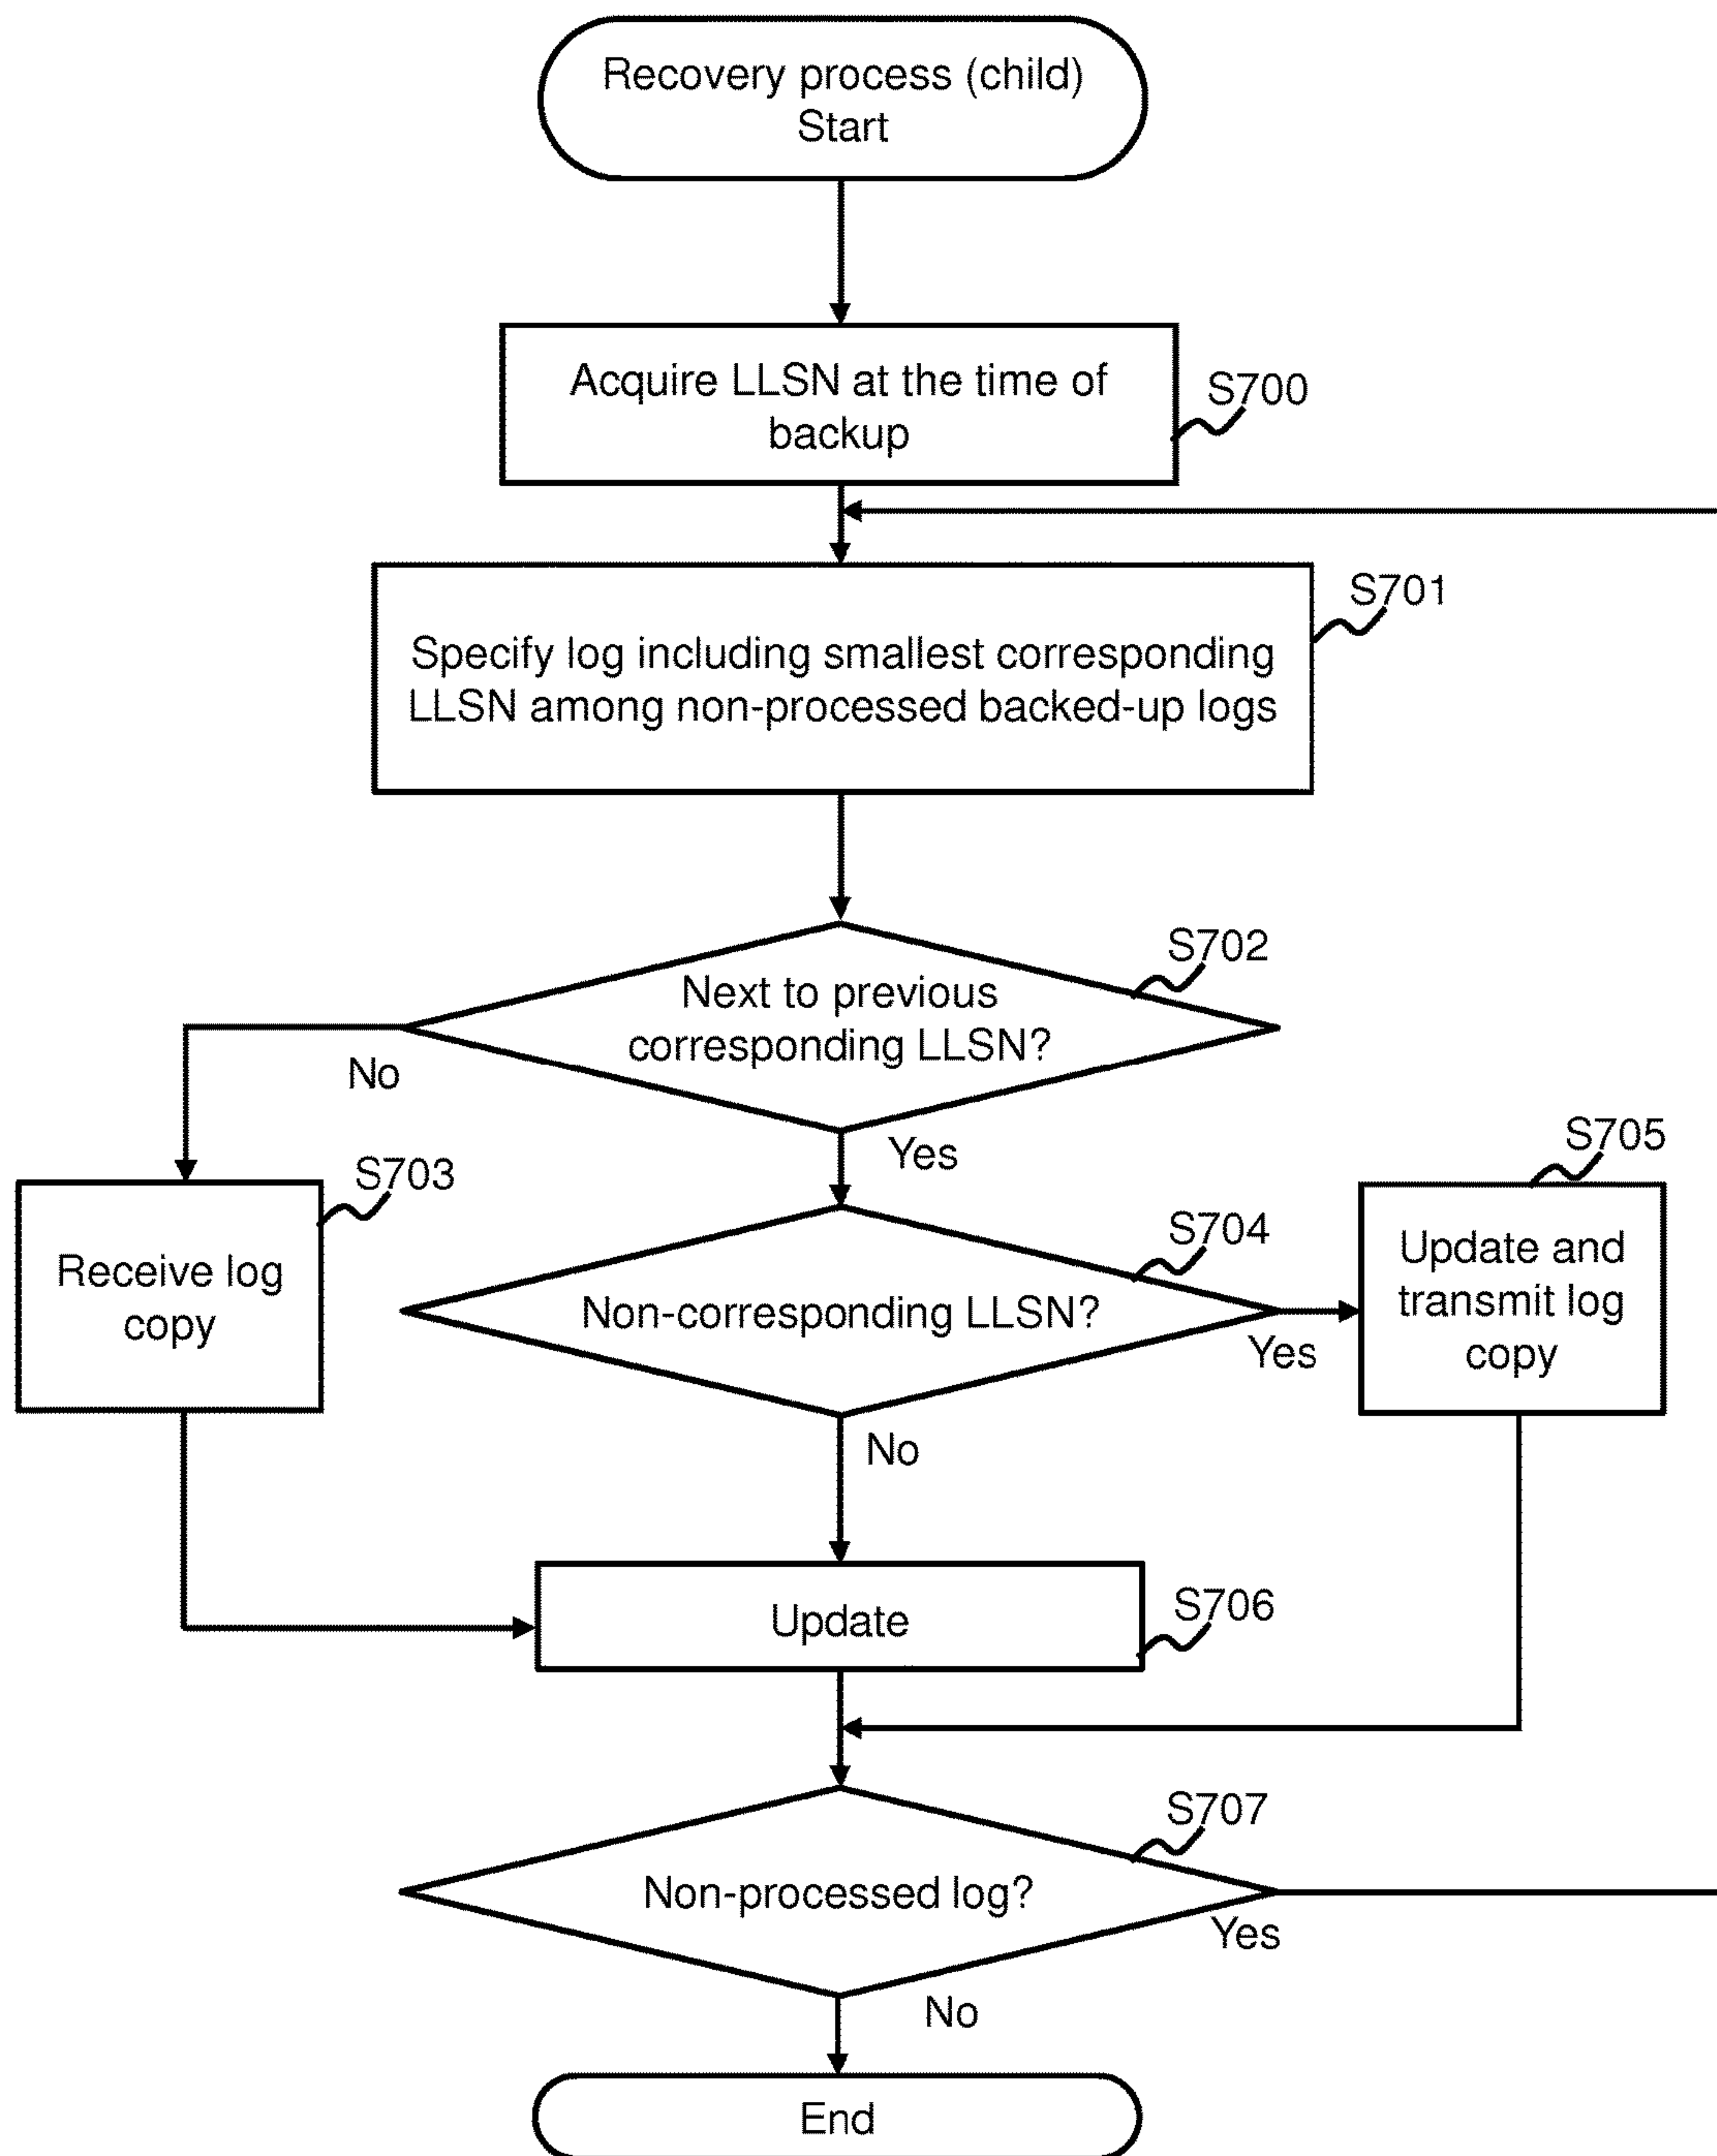 Recovery process (child)
Start
Acquire LLSN at the time of
backup
S700
S701
Specify log including smallest corresponding
LLSN among non-processed backed-up logs
S702
Next to previous
corresponding LLSN?
No
Yes
S703
Receive log
copy
S704
Non-corresponding LLSN?
Yes
No
S705
Update and
transmit log
copy
Update
S706
S707
Non-processed log?
Yes
No
End